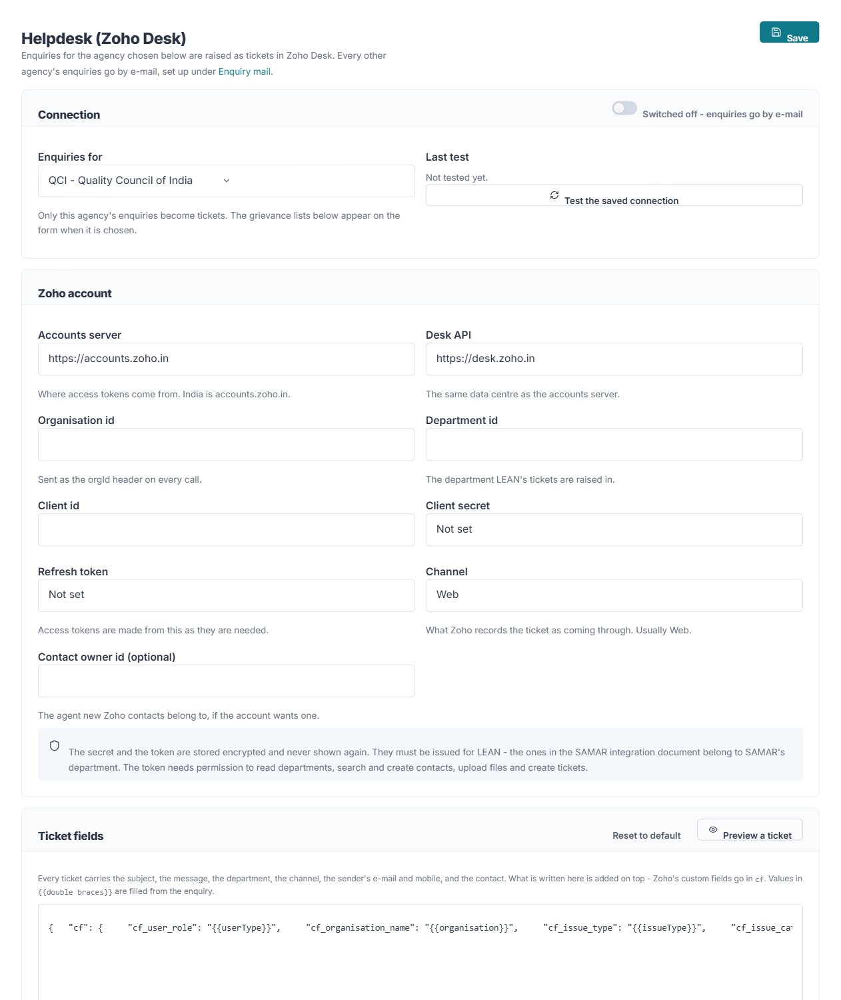 Helpdesk (Zoho Desk)
Save
Enquiries for the agency chosen below are raised as tickets in Zoho Desk. Every other
agency's enquiries go by e-mail, set up under Enquiry mail.
Connection
Switched off - enquiries go by e-mail
Enquiries for
Last test
QCI - Quality Council of India
Not tested yet.
Test the saved connection
Only this agency's enquiries become tickets. The grievance lists below appear on the
form when it is chosen.
Zoho account
Accounts server
Desk API
https://accounts.zoho.in
https://desk.zoho.in
Where access tokens come from. India is accounts.zoho.in.
The same data centre as the accounts server.
Organisation id
Department id
Sent as the orgId header on every call.
The department LEAN's tickets are raised in.
Client id
Client secret
Not set
Refresh token
Channel
Not set
Web
Access tokens are made from this as they are needed.
What Zoho records the ticket as coming through. Usually Web.
Contact owner id (optional)
The agent new Zoho contacts belong to, if the account wants one.
The secret and the token are stored encrypted and never shown again. They must be issued for LEAN - the ones in the SAMAR integration document belong to SAMAR's
department. The token needs permission to read departments, search and create contacts, upload files and create tickets.
Ticket fields
Reset to default
Preview a ticket
Every ticket carries the subject, the message, the department, the channel, the sender's e-mail and mobile, and the contact. What is written here is added on top - Zoho's custom fields go in cf. Values in
{{double braces}} are filled from the enquiry.
{   "cf": {     "cf_user_role": "{{userType}}",     "cf_organisation_name": "{{organisation}}",     "cf_issue_type": "{{issueType}}",     "cf_issue_cat